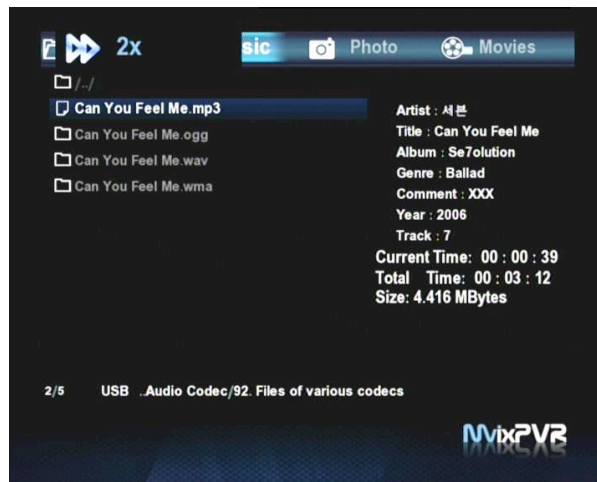 2x
sic
Photo
Movies
/../
Can You Feel Me.mp3
Can You Feel Me.ogg
Can You Feel Me.wav
Can You Feel Me.wma
Artist : 세븐
Title : Can You Feel Me
Album : Se7olution
Genre : Ballad
Comment : XXX
Year : 2006
Track : 7
Current Time: 00 : 00 : 39
Total Time: 00 : 03 : 12
Size: 4.416 MBytes
2/5 USB ..Audio Codec/92. Files of various codecs
MvixPVR